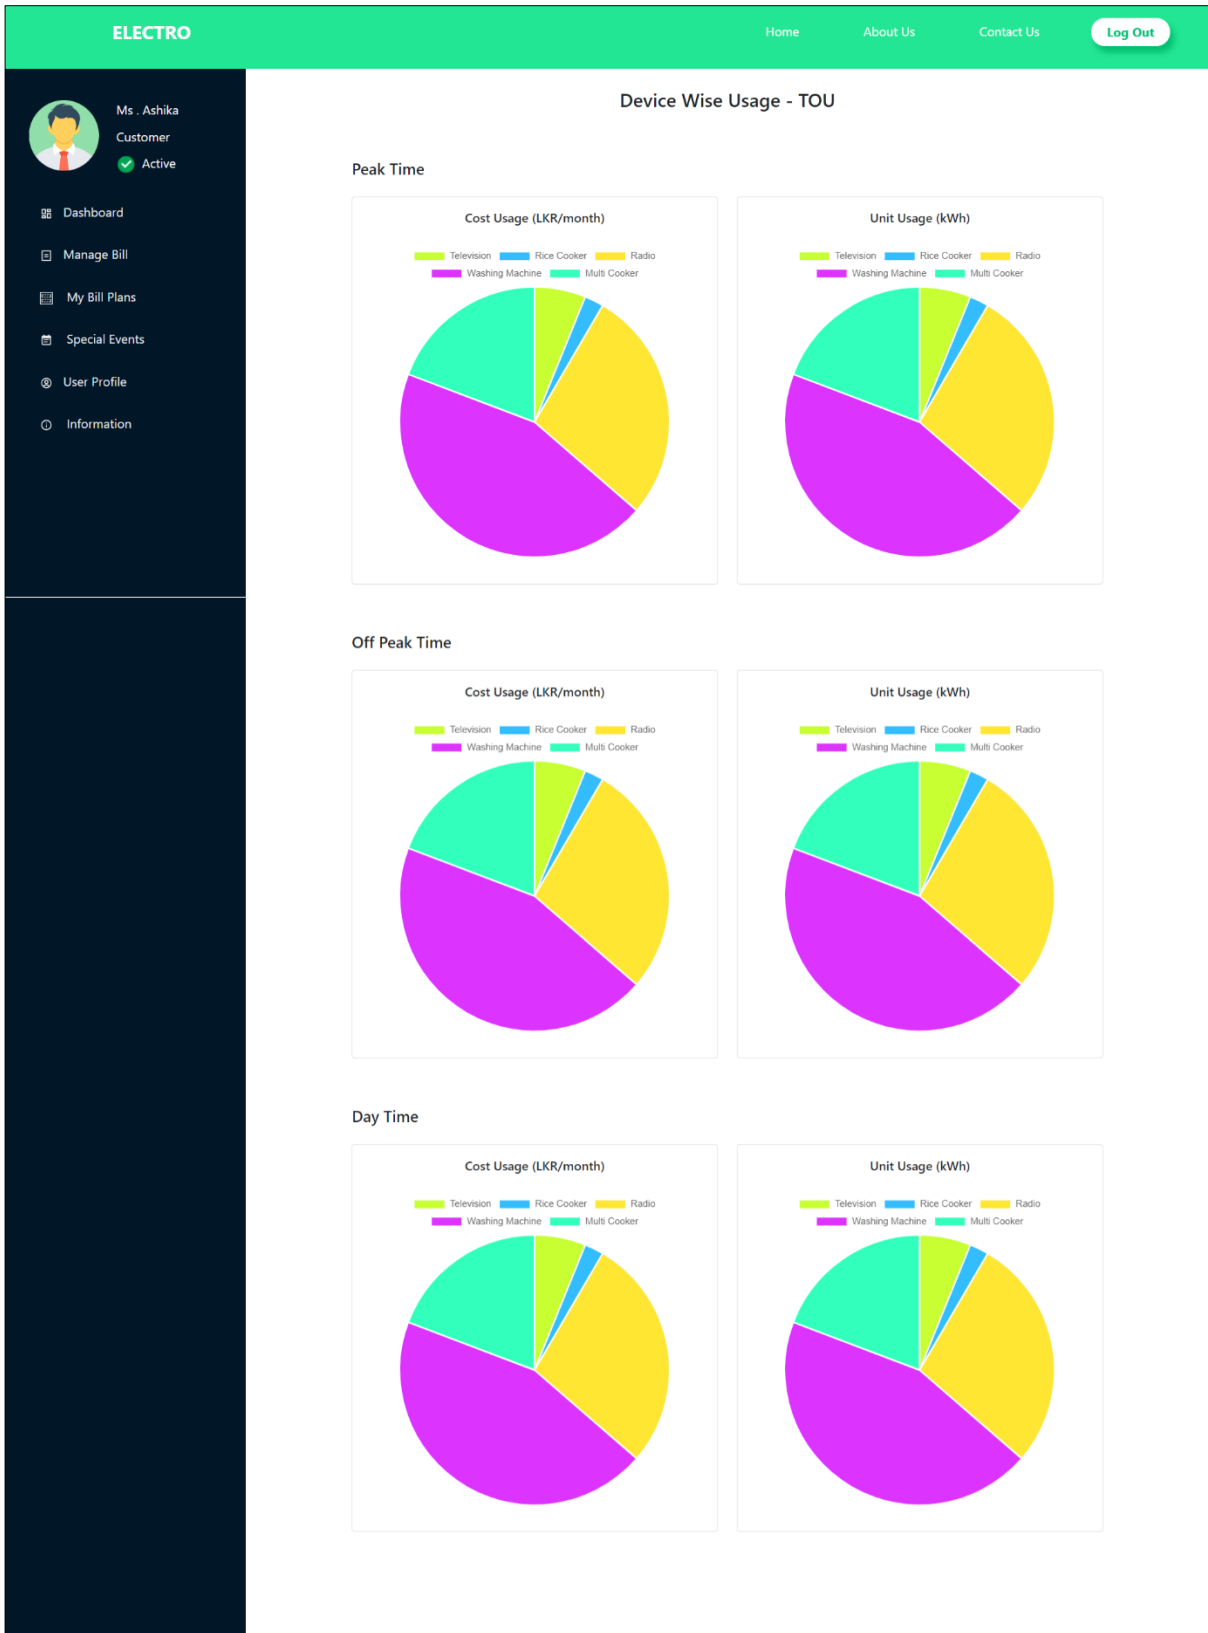 ELECTRO
Home
About Us
Contact Us
Log Out
Ms . Ashika
Customer
Active
Dashboard
Manage Bill
My Bill Plans
Special Events
User Profile
Information
Device Wise Usage - TOU
Peak Time
Cost Usage (LKR/month)
Television Rice Cooker Radio
Washing Machine Multi Cooker
Unit Usage (kWh)
Television Rice Cooker Radio
Washing Machine Multi Cooker
Off Peak Time
Cost Usage (LKR/month)
Television Rice Cooker Radio
Washing Machine Multi Cooker
Unit Usage (kWh)
Television Rice Cooker Radio
Washing Machine Multi Cooker
Day Time
Cost Usage (LKR/month)
Television Rice Cooker Radio
Washing Machine Multi Cooker
Unit Usage (kWh)
Television Rice Cooker Radio
Washing Machine Multi Cooker